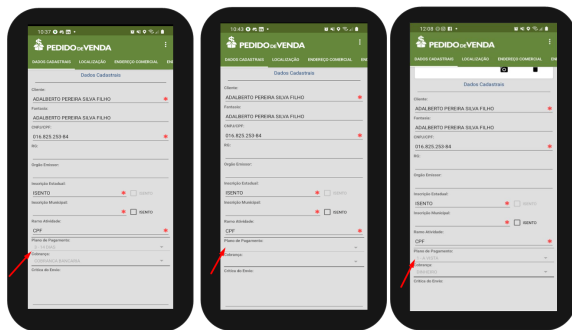 10:37
PEDIDO DE VENDA
DADOS CADASTRAIS LOCALIZAÇÃO ENDEREÇO COMERCIAL EN
Dados Cadastrais
Cliente:
ADALBERTO PEREIRA SILVA FILHO *
Fantasia:
ADALBERTO PEREIRA SILVA FILHO
CNPJ/CPF:
016.825.253-84 *
RG:
Orgão Emissor:
Inscrição Estadual:
ISENTO * ISENTO
Inscrição Municipal:
* ISENTO
Ramo Atividade:
CPF *
Plano de Pagamento:
Cobrança:
Crítica do Envio:
10:43
PEDIDO DE VENDA
DADOS CADASTRAIS LOCALIZAÇÃO ENDEREÇO COMERCIAL EN
Dados Cadastrais
Cliente:
ADALBERTO PEREIRA SILVA FILHO *
Fantasia:
ADALBERTO PEREIRA SILVA FILHO
CNPJ/CPF:
016.825.253-84 *
RG:
Orgão Emissor:
Inscrição Estadual:
ISENTO * ISENTO
Inscrição Municipal:
* ISENTO
Ramo Atividade:
CPF *
Plano de Pagamento:
Cobrança:
Crítica do Envio:
12:08
PEDIDO DE VENDA
DADOS CADASTRAIS LOCALIZAÇÃO ENDEREÇO COMERCIAL EN
Dados Cadastrais
Cliente:
ADALBERTO PEREIRA SILVA FILHO *
Fantasia:
ADALBERTO PEREIRA SILVA FILHO
CNPJ/CPF:
016.825.253-84 *
RG:
Orgão Emissor:
Inscrição Estadual:
ISENTO * ISENTO
Inscrição Municipal:
* ISENTO
Ramo Atividade:
CPF *
Plano de Pagamento:
Cobrança:
Crítica do Envio: